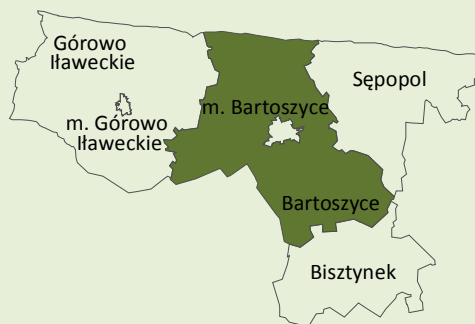 Górowo
Iławeckie
Sępopol
m. Bartoszyce
m. Górowo
Iławeckie
Bartoszyce
Bisztynek